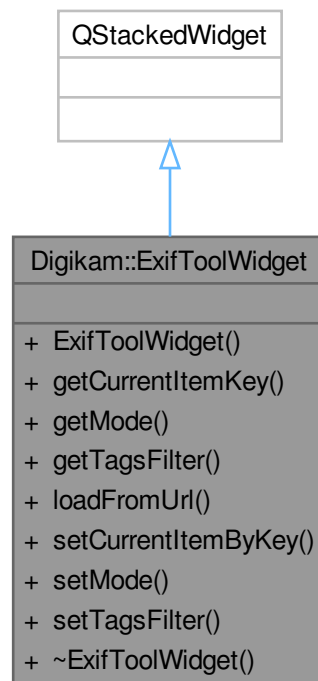 QStackedWidget
Digikam::ExifToolWidget
+ ExifToolWidget()
+ getCurrentItemKey()
+ getMode()
+ getTagsFilter()
+ loadFromUrl()
+ setCurrentItemByKey()
+ setMode()
+ setTagsFilter()
+ ~ExifToolWidget()